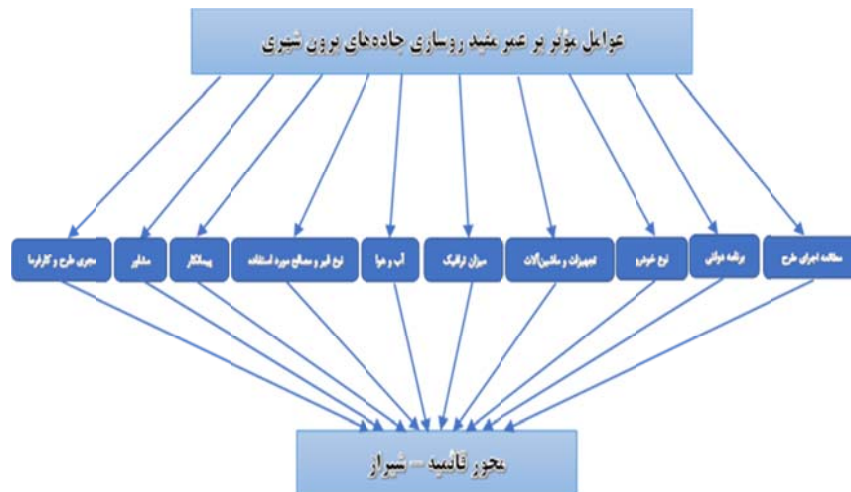 عوامل مؤثر بر عمر مفید روسازی جاده‌های برون شهری
مطالعه اجرای طرح
برنامه دولتی
نوع خودرو
تجهیزات و ماشین‌آلات
میزان ترافیک
آب و هوا
نوع قیر و مصالح مورد استفاده
پیمانکار
مشاور
مجری طرح و کارفرما
محور قائمیه – شیراز